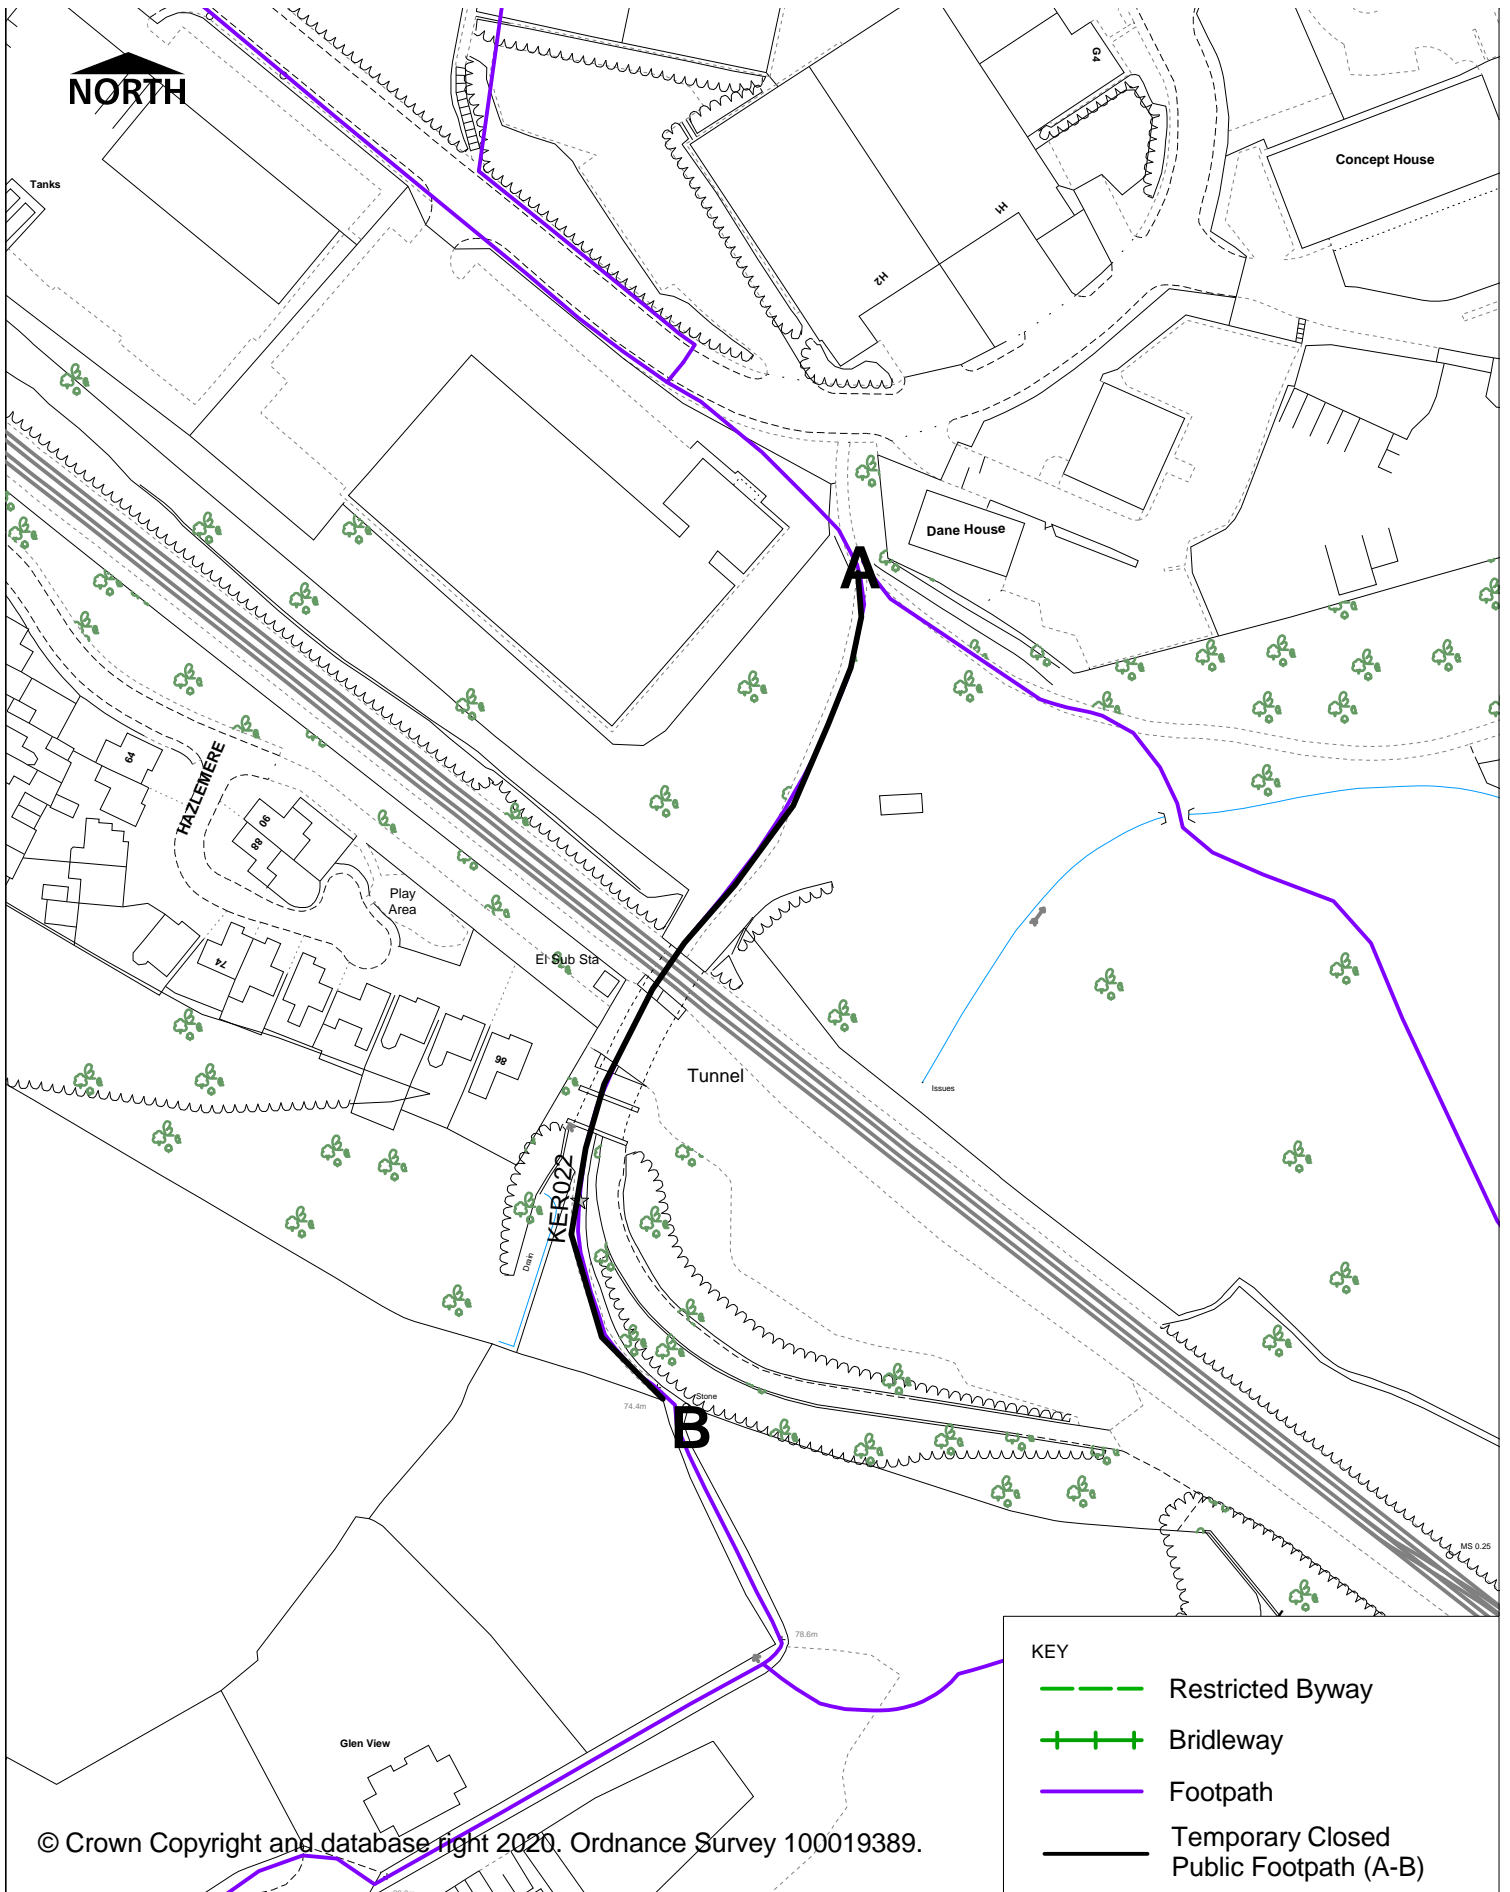 NORTH
G4
Concept House
Tanks
H1
H2
Dane House
HAZLEMERE
64
90
88
Play
Area
74
El Sub Sta
86
A
Tunnel
Issues
KER022
Drain
Stone
74.4m
B
MS 0.25
78.6m
Glen View
KEY
Restricted Byway
Bridleway
Footpath
Temporary Closed
Public Footpath (A-B)
© Crown Copyright and database right 2020. Ordnance Survey 100019389.